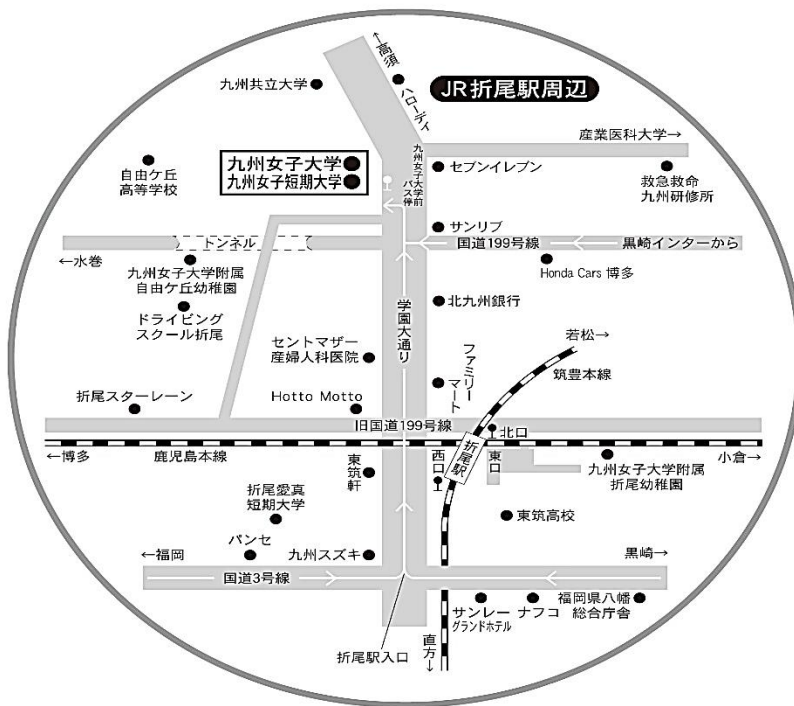 ←高須
JR折尾駅周辺
九州共立大学
ハローデイ
産業医科大学→
九州女子大学前
バス停
九州女子大学
九州女子短期大学
セブンイレブン
自由ケ丘
高等学校
救急救命
九州研修所
サンリブ
トンネル
国道199号線
黒崎インターから
←水巻
九州女子大学附属
自由ケ丘幼稚園
Honda Cars 博多
北九州銀行
ドライビング
スクール折尾
学園大通り
若松→
筑豊本線
セントマザー
産婦人科医院
ファミリー
マート
折尾スターレーン
Hotto Motto
旧国道199号線
北口
←博多
鹿児島本線
小倉→
東筑軒
西口
折尾駅
東口
九州女子大学附属
折尾幼稚園
折尾愛真
短期大学
東筑高校
パンセ
←福岡
九州スズキ
黒崎→
国道3号線
サンレー
グランドホテル
ナフコ
福岡県八幡
総合庁舎
折尾駅入口
直方→